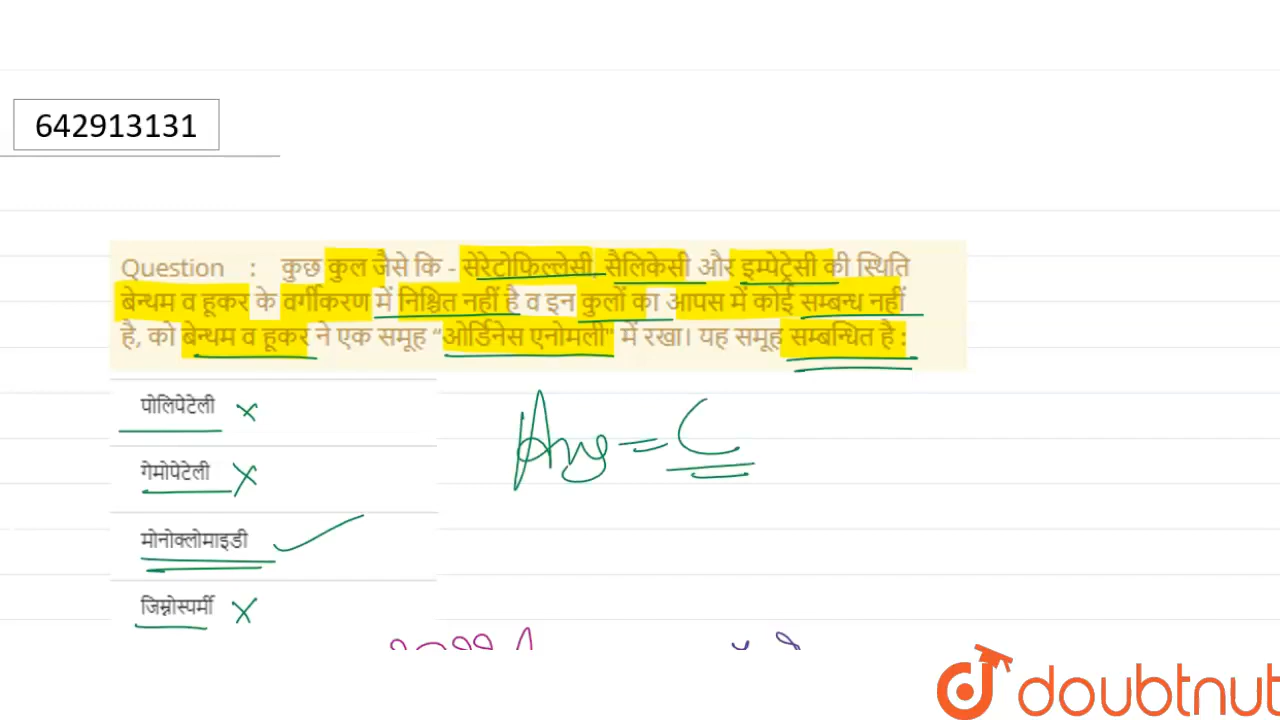 642913131
Question : कुछ कुल जैसे कि - सेरेटोफिल्लेसी, सैलिकेसी और इम्पेट्रेसी की स्थिति
बेन्थम व हूकर के वर्गीकरण में निश्चित नहीं है व इन कुलों का आपस में कोई सम्बन्ध नहीं
है, को बेन्थम व हूकर ने एक समूह "ओर्डिनेस एनोमली" में रखा। यह समूह सम्बन्धित है :
पोलिपेटेली
गेमोपेटेली
Ans = C
मोनोक्लोमाइडी
जिम्नोस्पर्मी
doubtnut